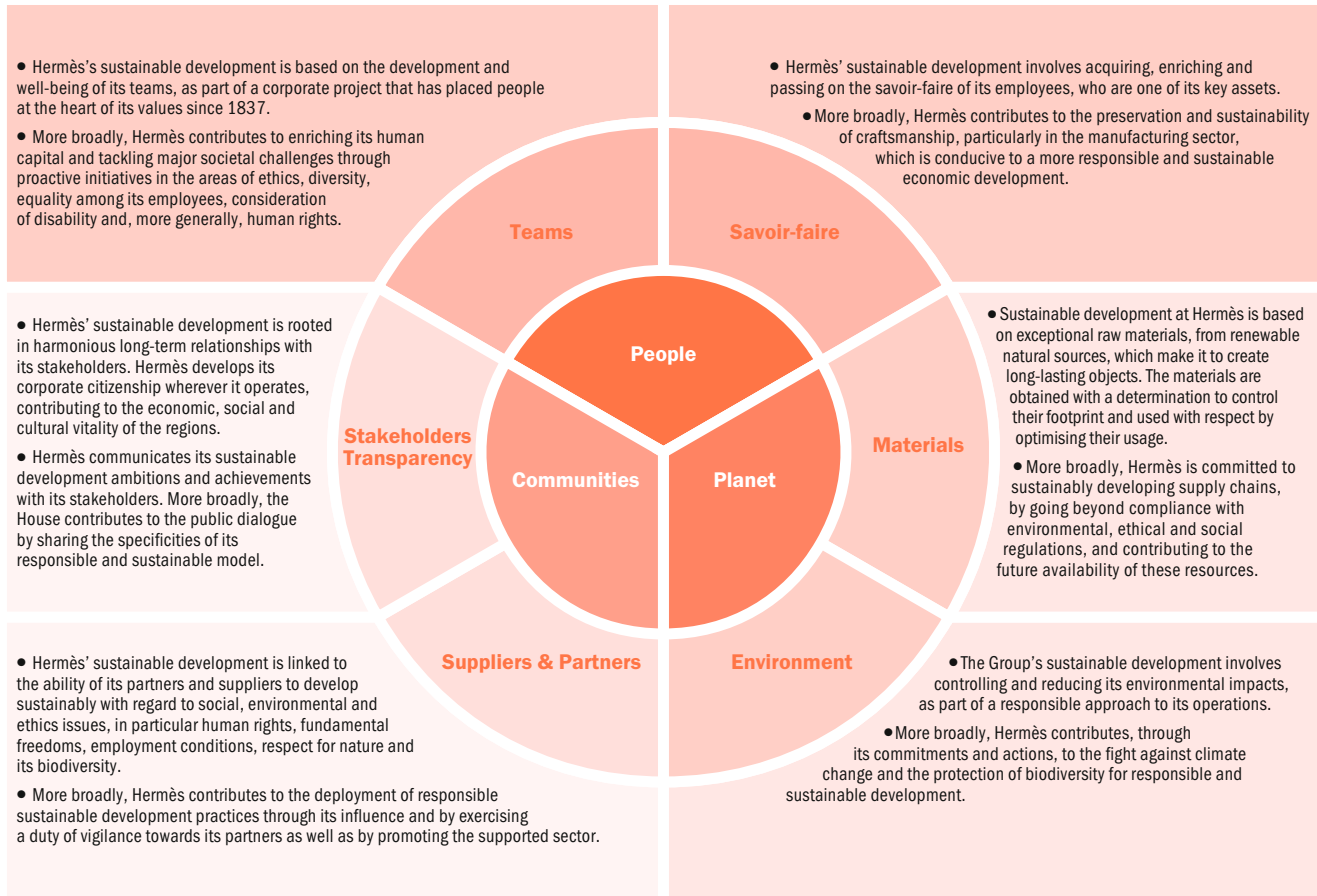 ● Hermès's sustainable development is based on the development and
well-being of its teams, as part of a corporate project that has placed people
at the heart of its values since 1837.
● More broadly, Hermès contributes to enriching its human
capital and tackling major societal challenges through
proactive initiatives in the areas of ethics, diversity,
equality among its employees, consideration
of disability and, more generally, human rights.
● Hermès' sustainable development involves acquiring, enriching and
passing on the savoir-faire of its employees, who are one of its key assets.
● More broadly, Hermès contributes to the preservation and sustainability
of craftsmanship, particularly in the manufacturing sector,
which is conducive to a more responsible and sustainable
economic development.
Teams
Savoir-faire
● Hermès' sustainable development is rooted
in harmonious long-term relationships with
its stakeholders. Hermès develops its
corporate citizenship wherever it operates,
contributing to the economic, social and
cultural vitality of the regions.
● Hermès communicates its sustainable
development ambitions and achievements
with its stakeholders. More broadly, the
House contributes to the public dialogue
by sharing the specificities of its
responsible and sustainable model.
People
Stakeholders
Transparency
Communities
Planet
Materials
● Sustainable development at Hermès is based
on exceptional raw materials, from renewable
natural sources, which make it to create
long-lasting objects. The materials are
obtained with a determination to control
their footprint and used with respect by
optimising their usage.
● More broadly, Hermès is committed to
sustainably developing supply chains,
by going beyond compliance with
environmental, ethical and social
regulations, and contributing to the
future availability of these resources.
Suppliers & Partners
Environment
● Hermès' sustainable development is linked to
the ability of its partners and suppliers to develop
sustainably with regard to social, environmental and
ethics issues, in particular human rights, fundamental
freedoms, employment conditions, respect for nature and
its biodiversity.
● More broadly, Hermès contributes to the deployment of responsible
sustainable development practices through its influence and by exercising
a duty of vigilance towards its partners as well as by promoting the supported sector.
● The Group's sustainable development involves
controlling and reducing its environmental impacts,
as part of a responsible approach to its operations.
● More broadly, Hermès contributes, through
its commitments and actions, to the fight against climate
change and the protection of biodiversity for responsible and
sustainable development.